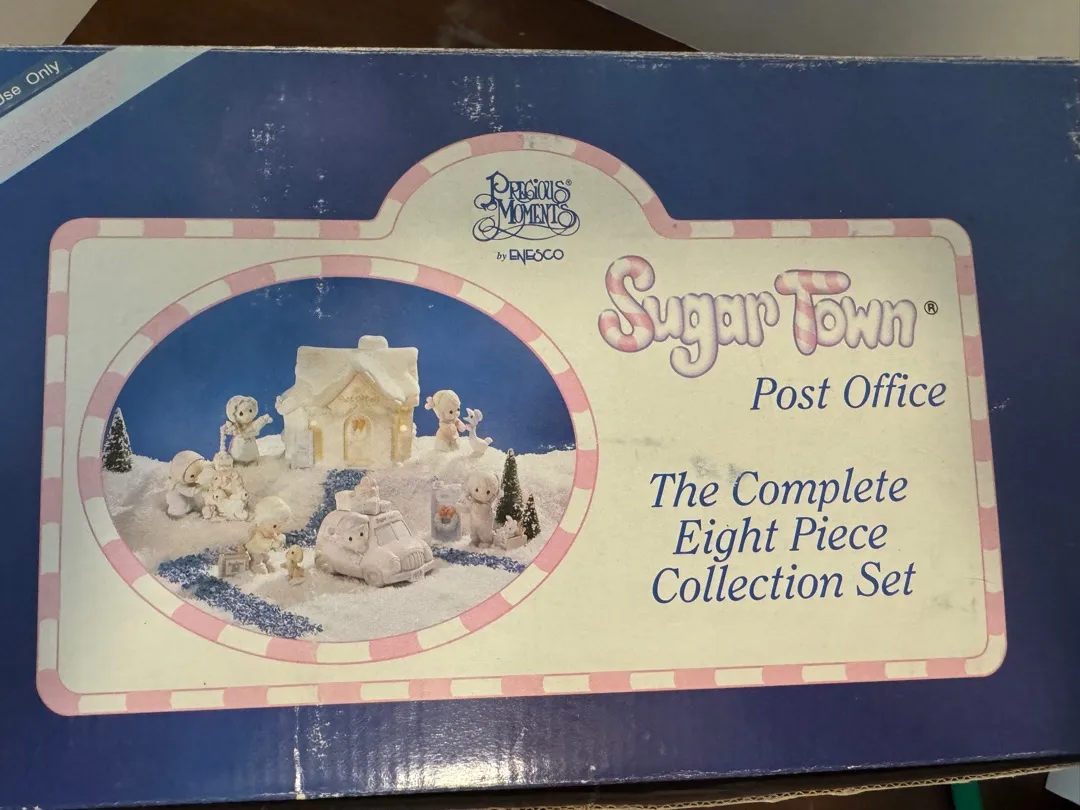 Use Only
PRECIOUS®
MOMENTS
by ENESCO
Sugar Town®
Post Office
The Complete
Eight Piece
Collection Set